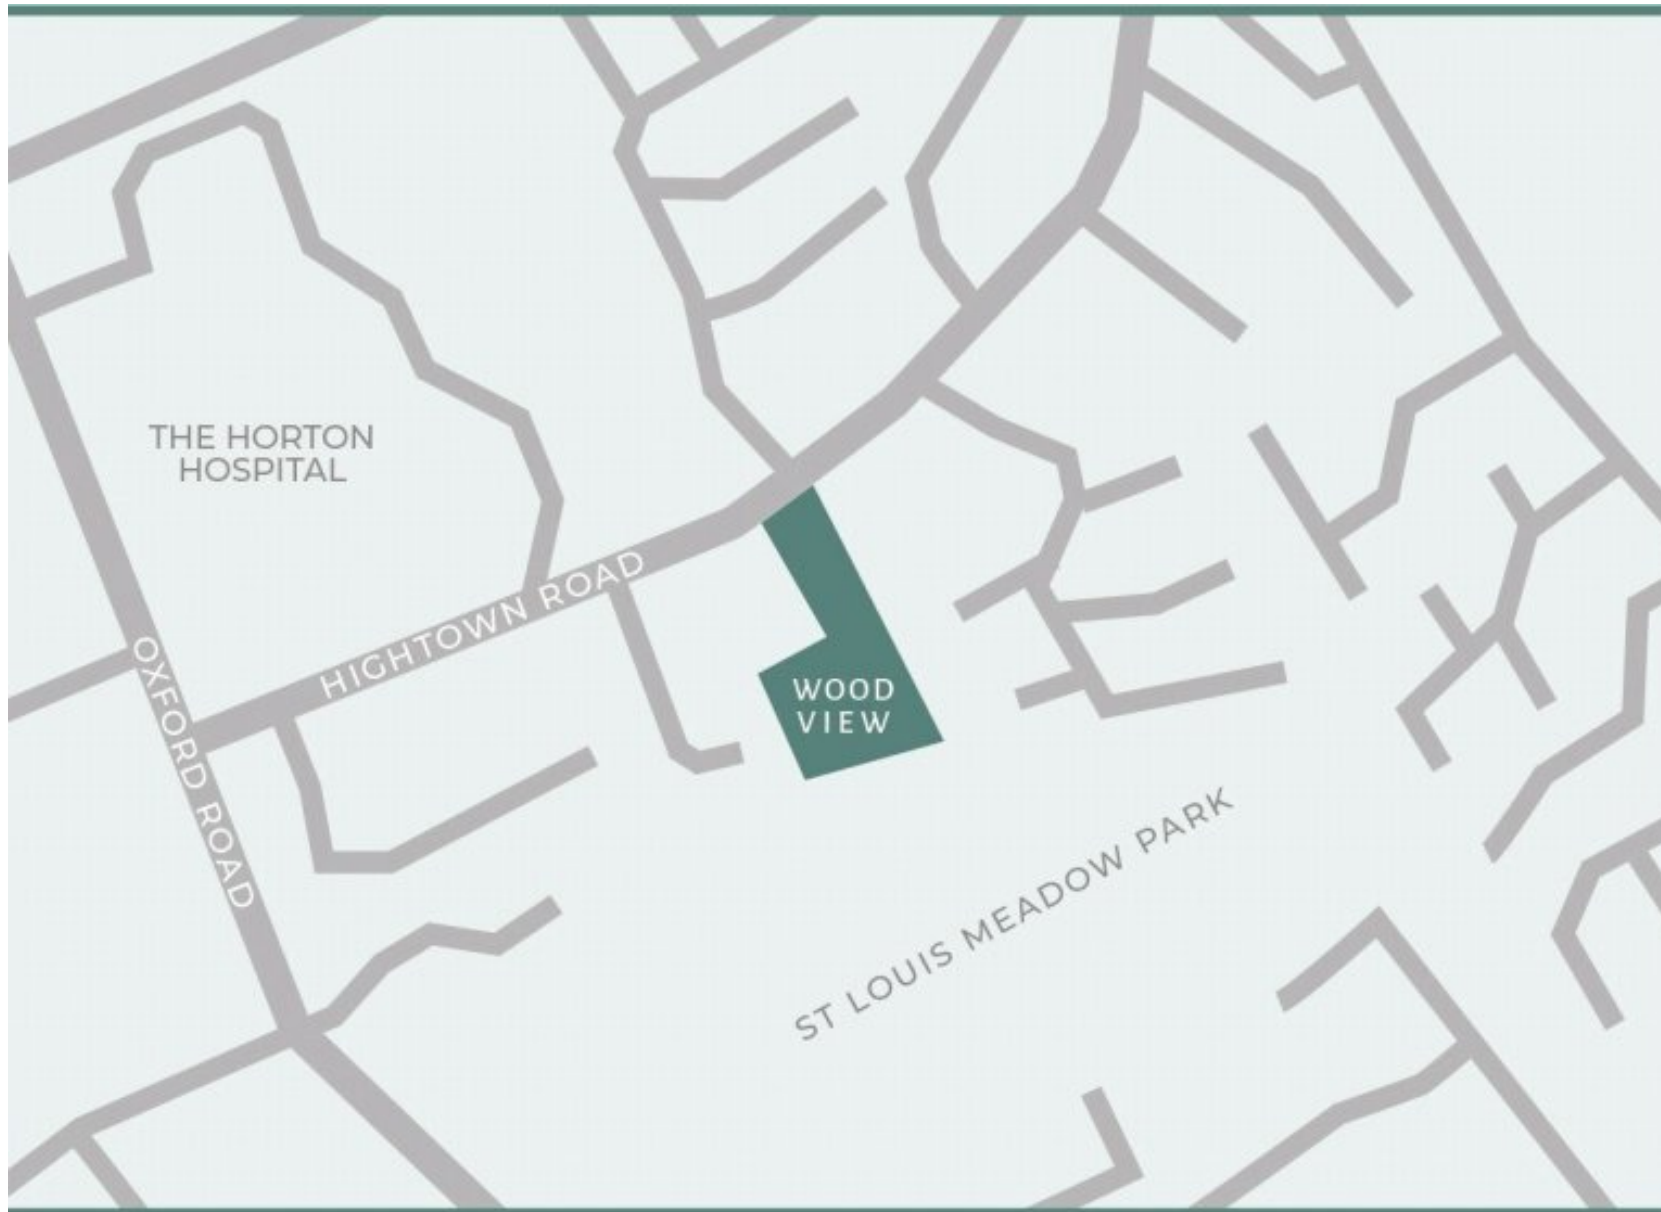 THE HORTON
HOSPITAL
HIGHTOWN ROAD
OXFORD ROAD
WOOD
VIEW
ST LOUIS MEADOW PARK